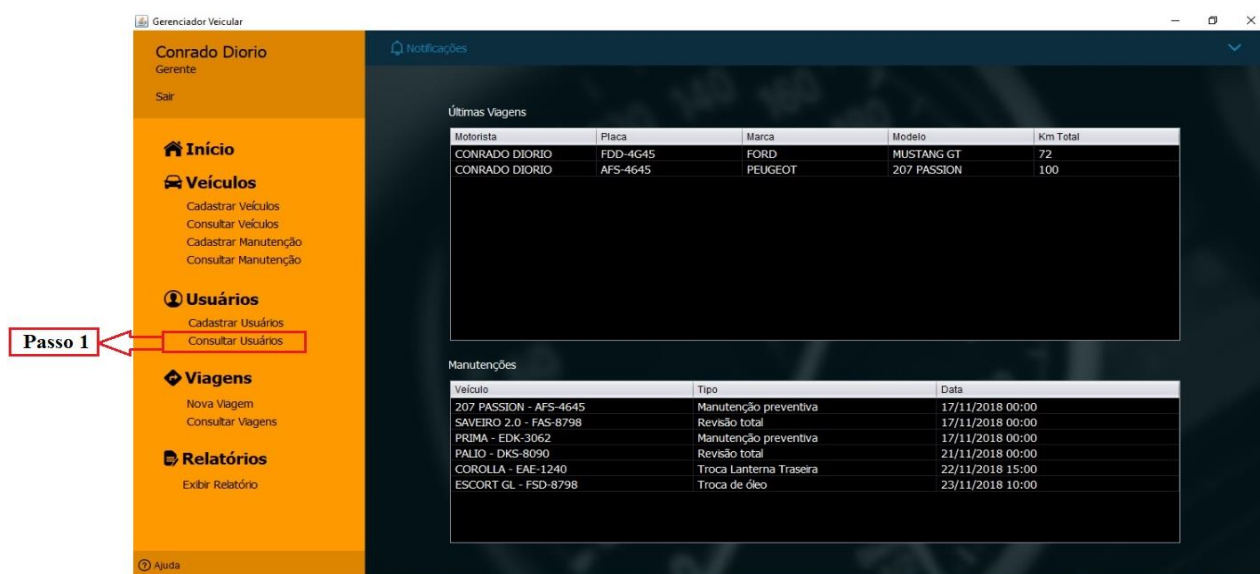 Gerenciador Veicular
Conrado Diorio
Gerente
Sair
Notificações
Início
Veículos
Cadastrar Veículos
Consultar Veículos
Cadastrar Manutenção
Consultar Manutenção
Usuários
Cadastrar Usuários
Passo 1
Consultar Usuários
Viagens
Nova Viagem
Consultar Viagens
Relatórios
Exibir Relatório
Ajuda
Últimas Viagens
Motorista Placa Marca Modelo Km Total
CONRADO DIORIO FDD-4G45 FORD MUSTANG GT 72
CONRADO DIORIO AFS-4645 PEUGEOT 207 PASSION 100
Manutenções
Veículo Tipo Data
207 PASSION - AFS-4645 Manutenção preventiva 17/11/2018 00:00
SAVEIRO 2.0 - FAS-8798 Revisão total 17/11/2018 00:00
PRIMA - EDK-3062 Manutenção preventiva 17/11/2018 00:00
PALIO - DKS-8090 Revisão total 21/11/2018 00:00
COROLLA - EAE-1240 Troca Lanterna Traseira 22/11/2018 15:00
ESCORT GL - FSD-8798 Troca de óleo 23/11/2018 10:00